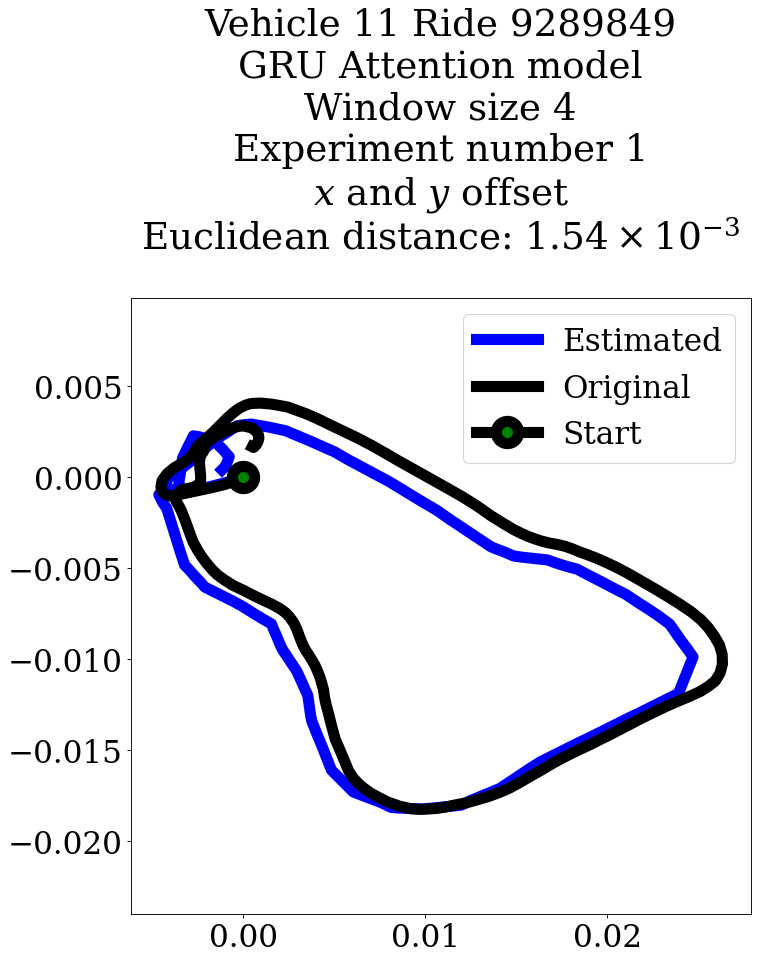 Vehicle 11 Ride 9289849
GRU Attention model
Window size 4
Experiment number 1
x and y offset
Euclidean distance: 1.54 × 10⁻³
Estimated
Original
Start
0.005
0.000
−0.005
−0.010
−0.015
−0.020
0.00 0.01 0.02